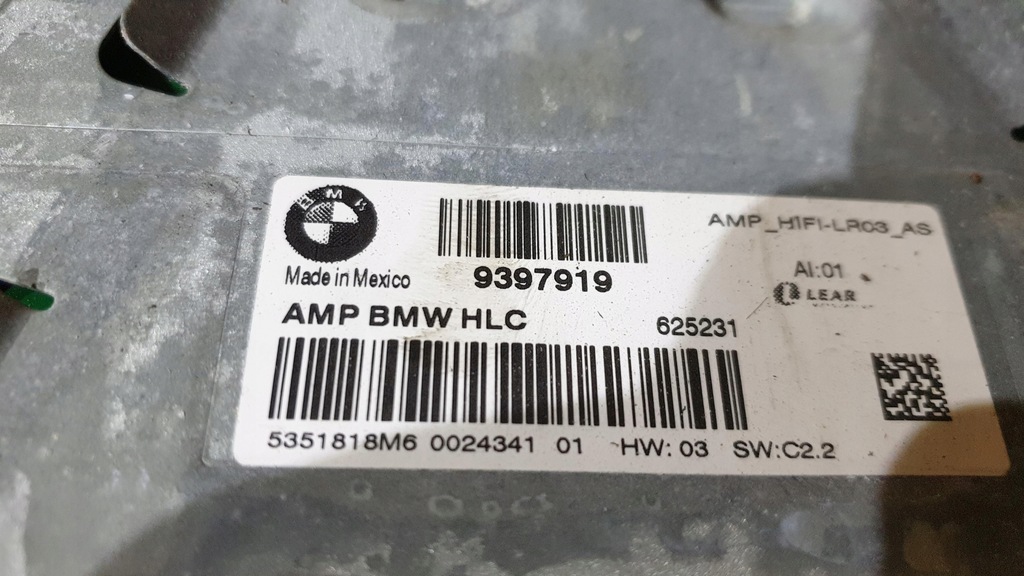 BMW
AMP_HIFI-LR03_AS
Made in Mexico
9397919
AI:01
LEAR
AMP BMW HLC
625231
5351818M6 0024341 01 HW: 03 SW:C2.2